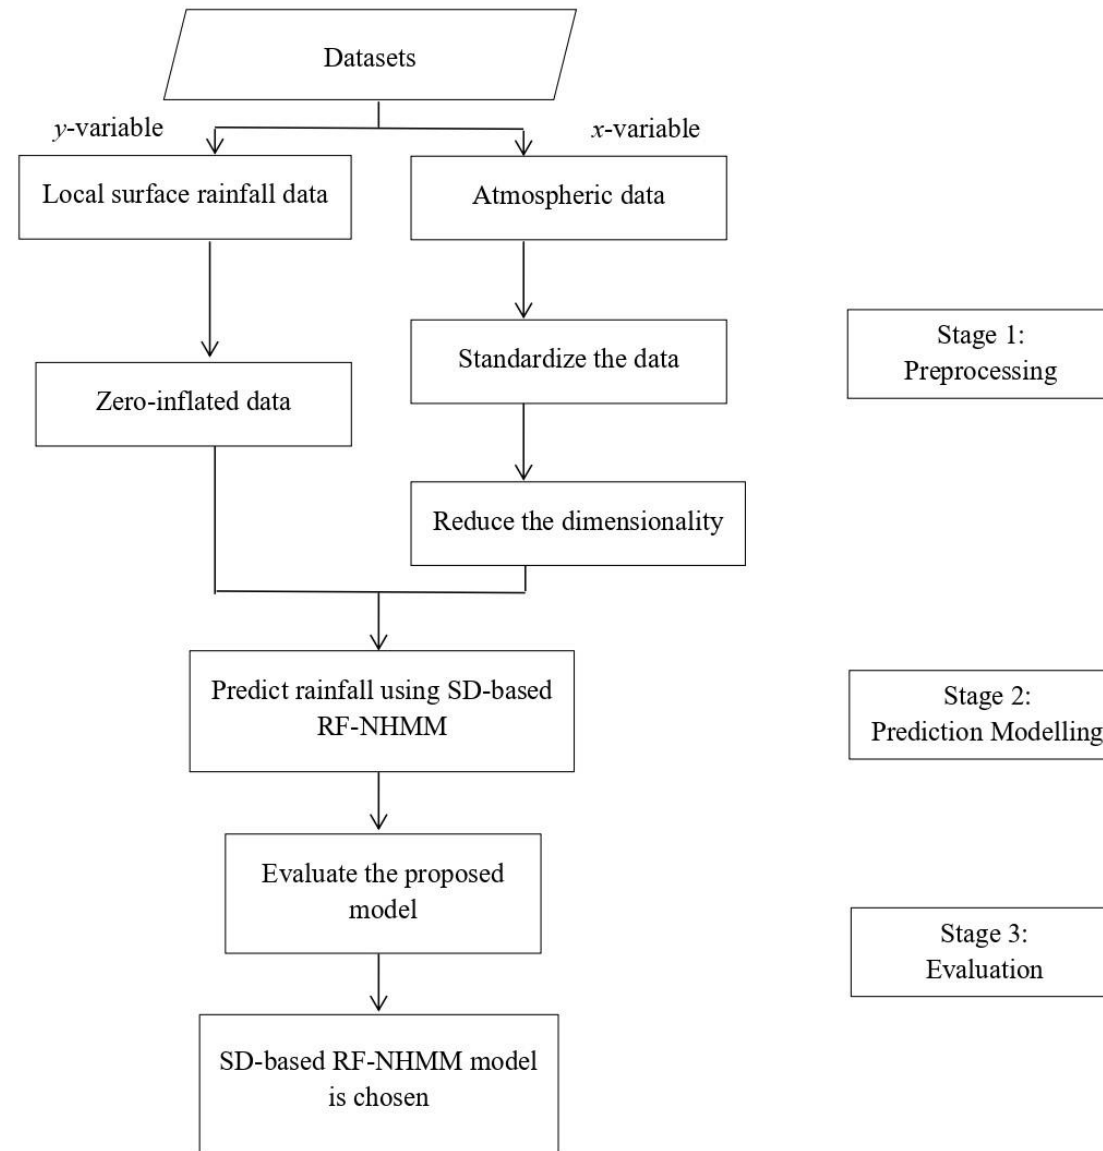 Datasets
y-variable
x-variable
Local surface rainfall data
Atmospheric data
Standardize the data
Stage 1:
Preprocessing
Zero-inflated data
Reduce the dimensionality
Predict rainfall using SD-based
RF-NHMM
Stage 2:
Prediction Modelling
Evaluate the proposed
model
Stage 3:
Evaluation
SD-based RF-NHMM model
is chosen